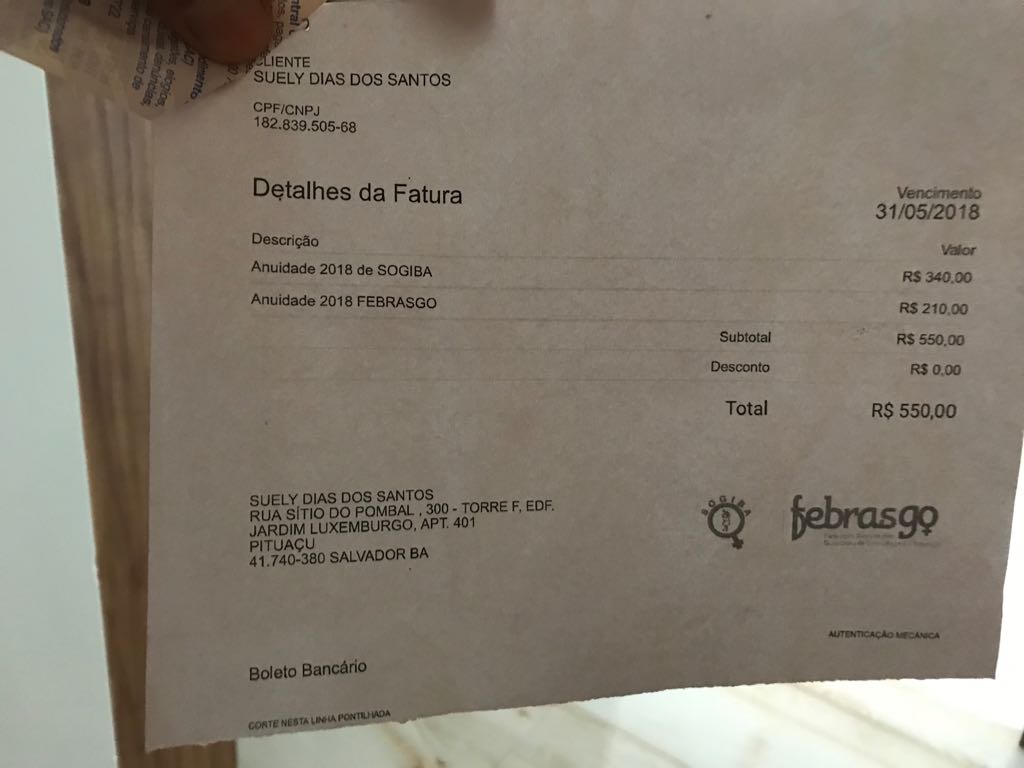 CLIENTE
SUELY DIAS DOS SANTOS
CPF/CNPJ
182.839.505-68
Detalhes da Fatura
Vencimento
31/05/2018
Descrição
Valor
Anuidade 2018 de SOGIBA R$ 340,00
Anuidade 2018 FEBRASGO R$ 210,00
Subtotal R$ 550,00
Desconto R$ 0,00
Total R$ 550,00
SUELY DIAS DOS SANTOS
RUA SÍTIO DO POMBAL , 300 - TORRE F, EDF.
JARDIM LUXEMBURGO, APT. 401
PITUAÇU
41.740-380 SALVADOR BA
SOGIBA
febrasgo
AUTENTICAÇÃO MECÂNICA
Boleto Bancário
CORTE NESTA LINHA PONTILHADA